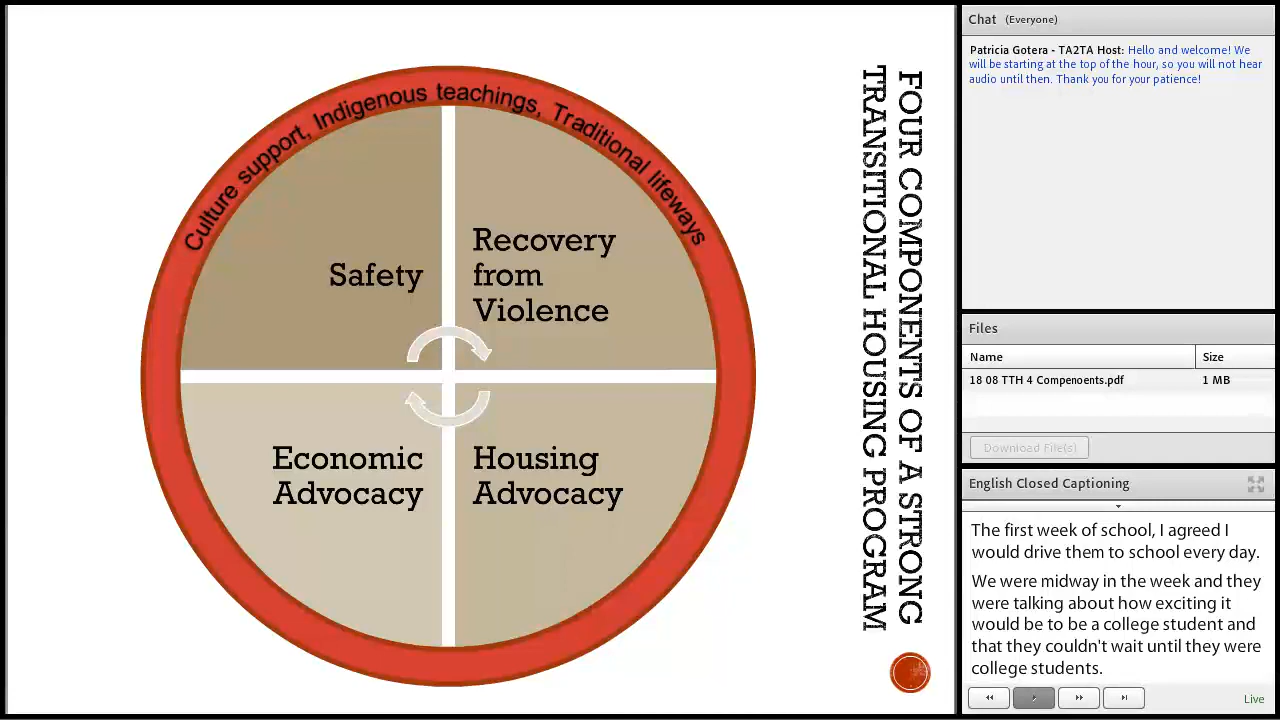 Culture support, Indigenous teachings, Traditional lifeways
Safety
Recovery
from
Violence
Economic
Advocacy
Housing
Advocacy
FOUR COMPONENTS OF A STRONG
TRANSITIONAL HOUSING PROGRAM
Chat (Everyone)
Patricia Gotera - TA2TA Host: Hello and welcome! We
will be starting at the top of the hour, so you will not hear
audio until then. Thank you for your patience!
Files
Name Size
18 08 TTH 4 Compenoents.pdf 1 MB
Download File(s)
English Closed Captioning
The first week of school, I agreed I
would drive them to school every day.
We were midway in the week and they
were talking about how exciting it
would be to be a college student and
that they couldn't wait until they were
college students.
Live